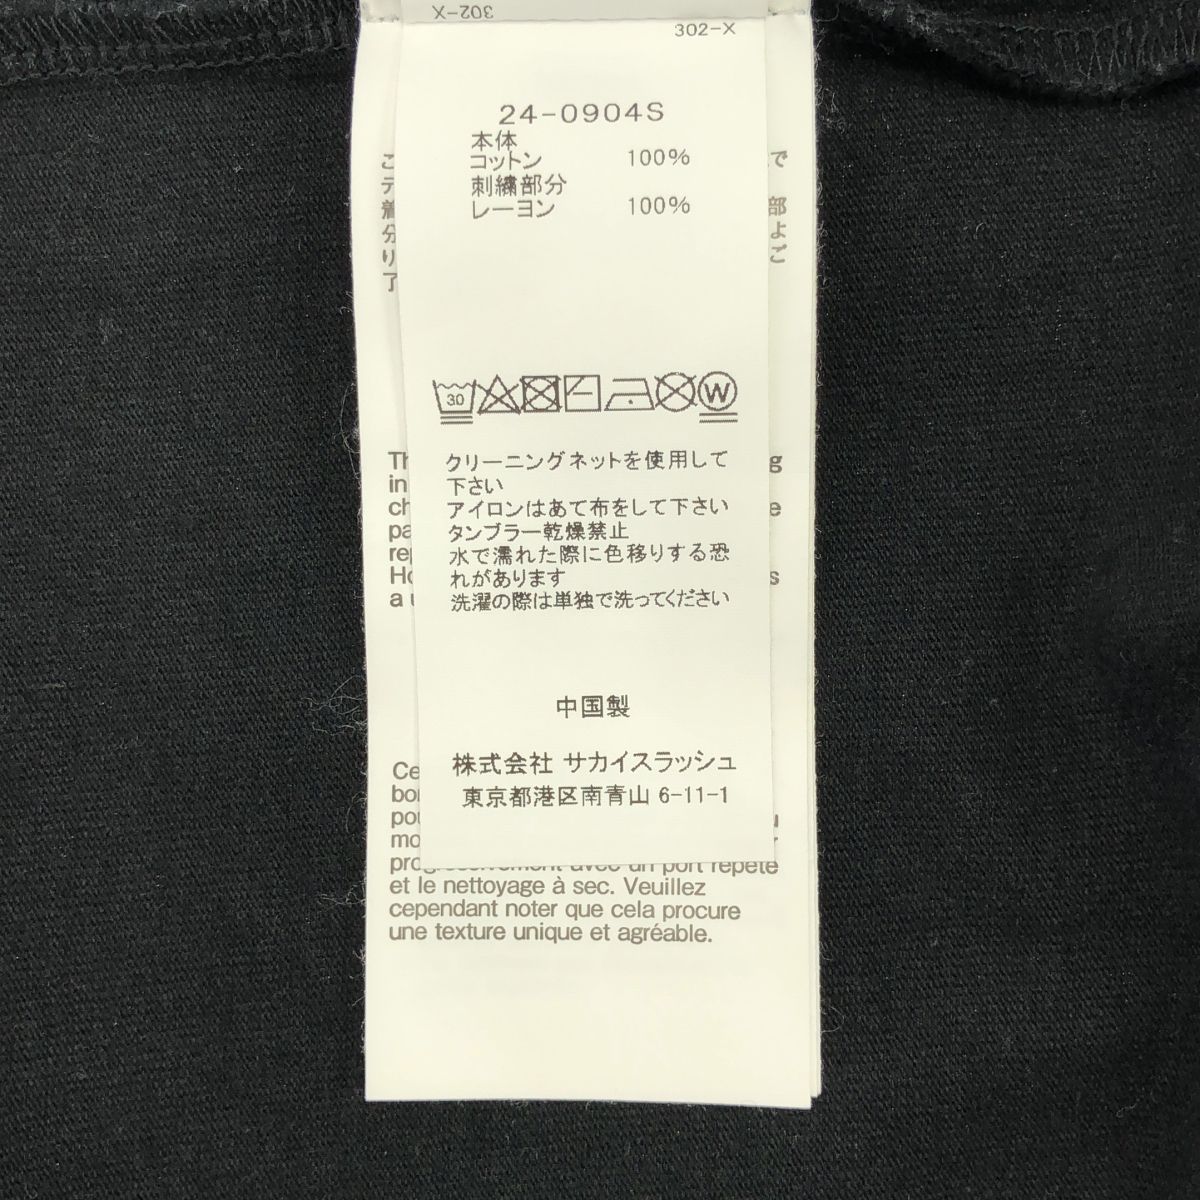 302-X
302-X
24-0904S
本体
コットン 100%
刺繍部分
レーヨン 100%
30
W
クリーニングネットを使用して
下さい
アイロンはあて布をして下さい
タンブラー乾燥禁止
水で濡れた際に色移りする恐
れがあります
洗濯の際は単独で洗ってください
中国製
株式会社 サカイスラッシュ
東京都港区南青山 6-11-1
et le nettoyage à sec. Veuillez
cependant noter que cela procure
une texture unique et agréable.